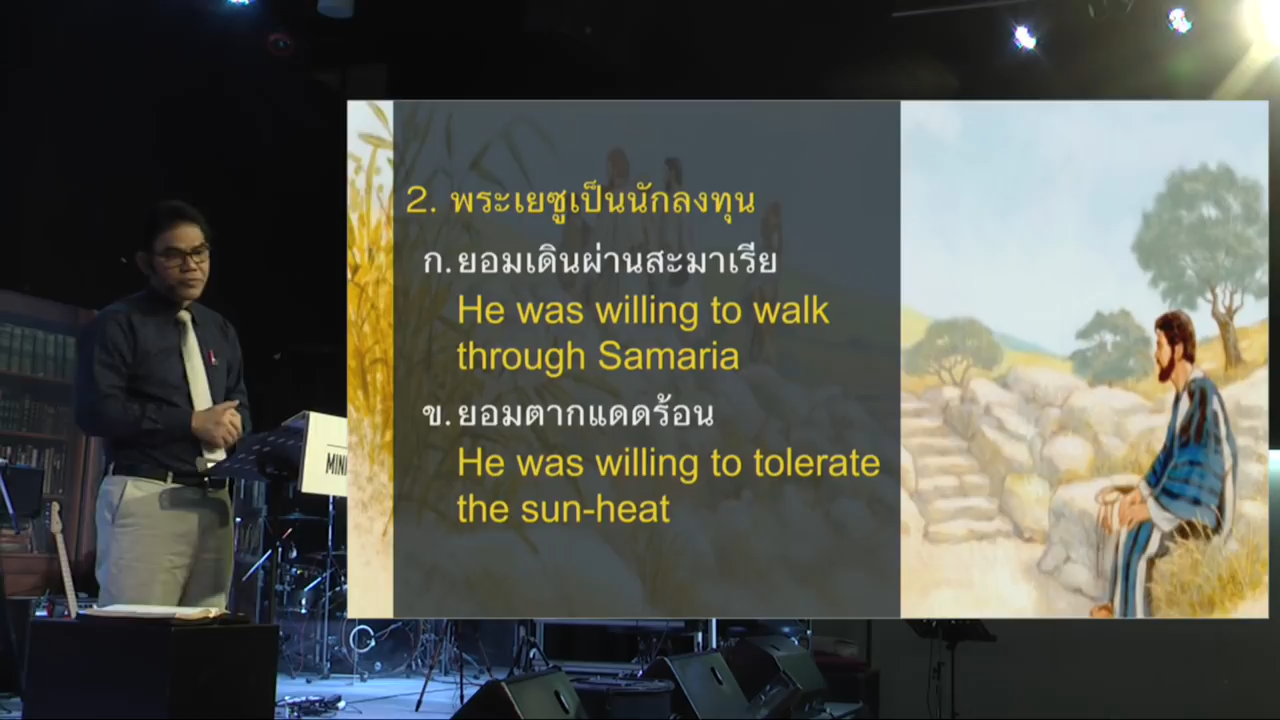 2. พระเยซูเป็นนักลงทุน
ก. ยอมเดินผ่านสะมาเรีย
He was willing to walk
through Samaria
ข. ยอมตากแดดร้อน
He was willing to tolerate
the sun-heat
MINI